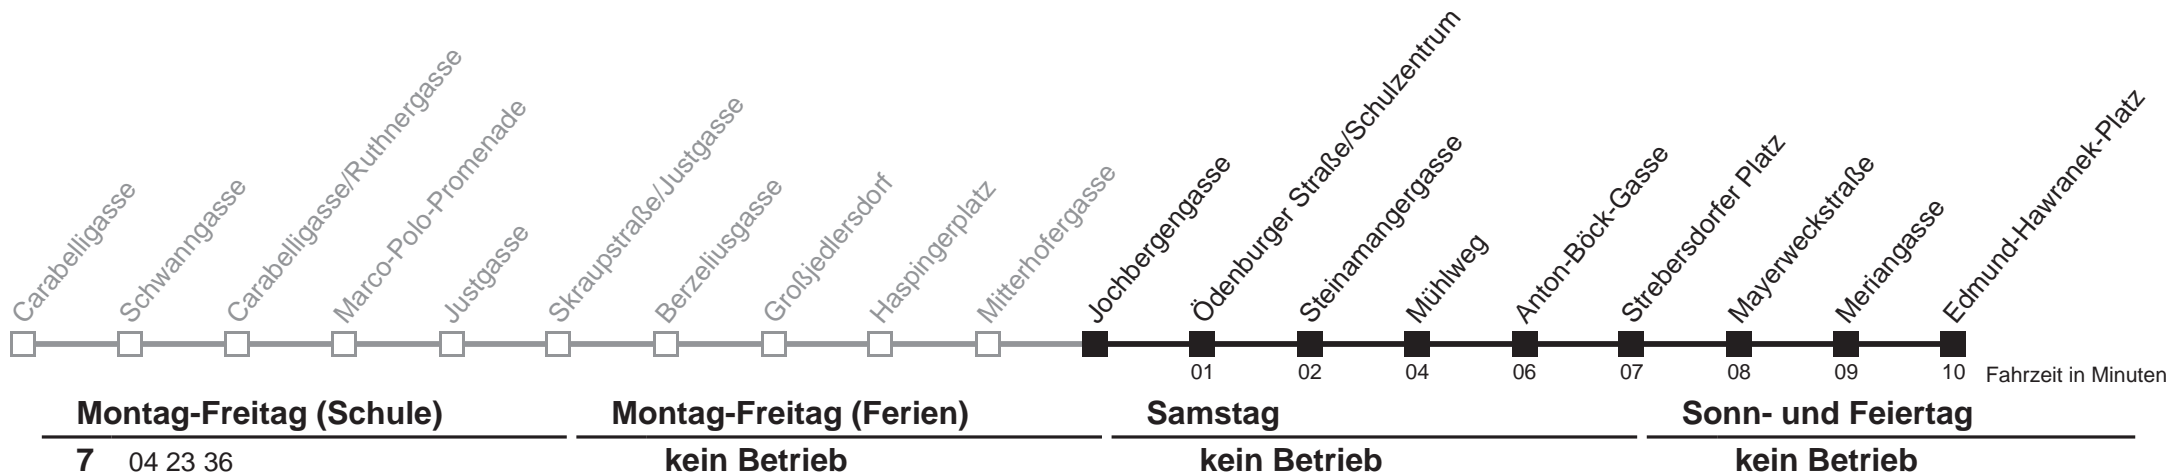 Carabelligasse
Schwanngasse
Carabelligasse/Ruthnergasse
Marco-Polo-Promenade
Justgasse
Skraupstraße/Justgasse
Berzeliusgasse
Großjedlersdorf
Haspingerplatz
Mitterhofergasse
Jochbergengasse
Ödenburger Straße/Schulzentrum
Steinamangergasse
Mühlweg
Anton-Böck-Gasse
Strebersdorfer Platz
Mayerweckstraße
Meriangasse
Edmund-Hawranek-Platz
01 02 04 06 07 08 09 10 Fahrzeit in Minuten
Montag-Freitag (Schule) Montag-Freitag (Ferien) Samstag Sonn- und Feiertag
7 04 23 36 kein Betrieb kein Betrieb kein Betrieb